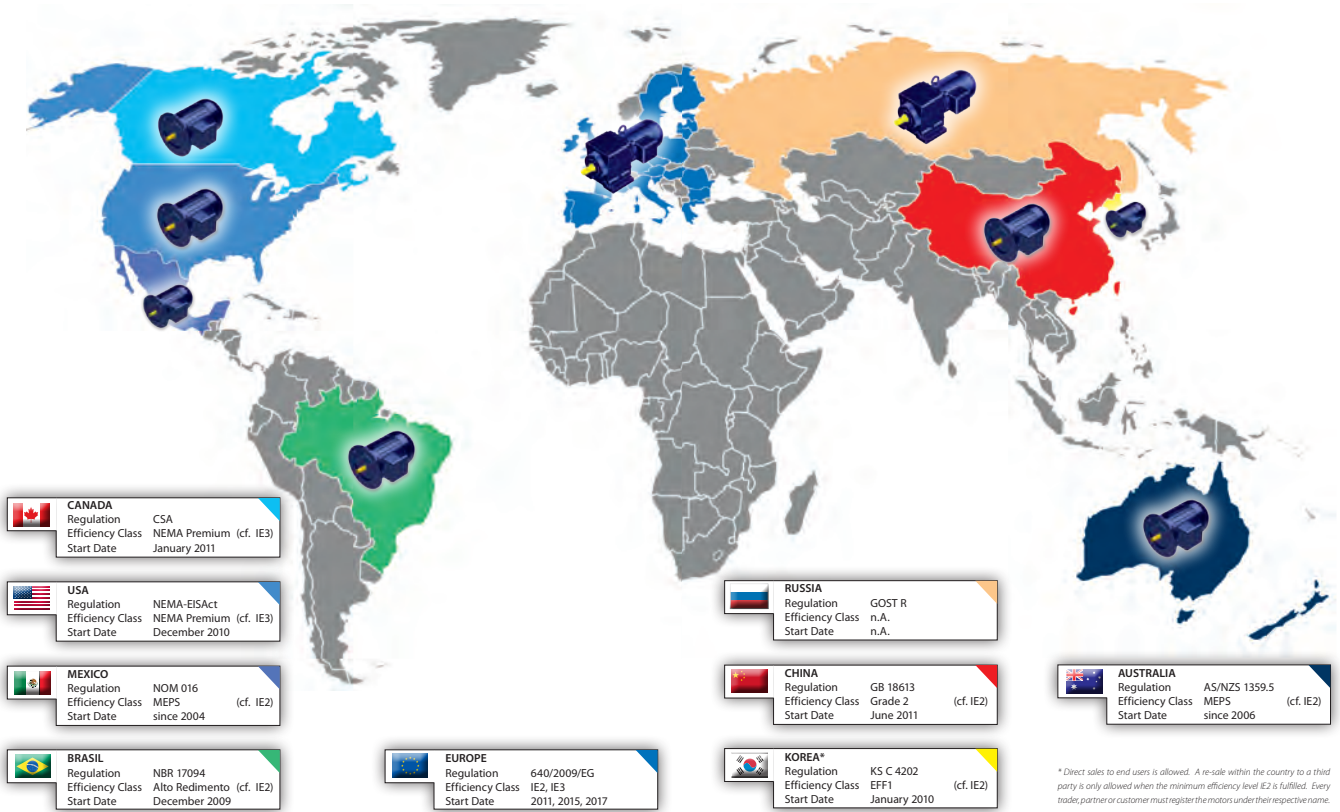 CANADA
Regulation CSA
Efficiency Class NEMA Premium (cf. IE3)
Start Date January 2011
USA
Regulation NEMA-EISAct
Efficiency Class NEMA Premium (cf. IE3)
Start Date December 2010
MEXICO
Regulation NOM 016
Efficiency Class MEPS (cf. IE2)
Start Date since 2004
BRASIL
Regulation NBR 17094
Efficiency Class Alto Redimento (cf. IE2)
Start Date December 2009
EUROPE
Regulation 640/2009/EG
Efficiency Class IE2, IE3
Start Date 2011, 2015, 2017
RUSSIA
Regulation GOST R
Efficiency Class n.A.
Start Date n.A.
CHINA
Regulation GB 18613
Efficiency Class Grade 2 (cf. IE2)
Start Date June 2011
KOREA*
Regulation KS C 4202
Efficiency Class EFF1 (cf. IE2)
Start Date January 2010
AUSTRALIA
Regulation AS/NZS 1359.5
Efficiency Class MEPS (cf. IE2)
Start Date since 2006
* Direct sales to end users is allowed. A re-sale within the country to a third
party is only allowed when the minimum efficiency level IE2 is fulfilled. Every
trader, partner or customer must register the motors under their respective name.